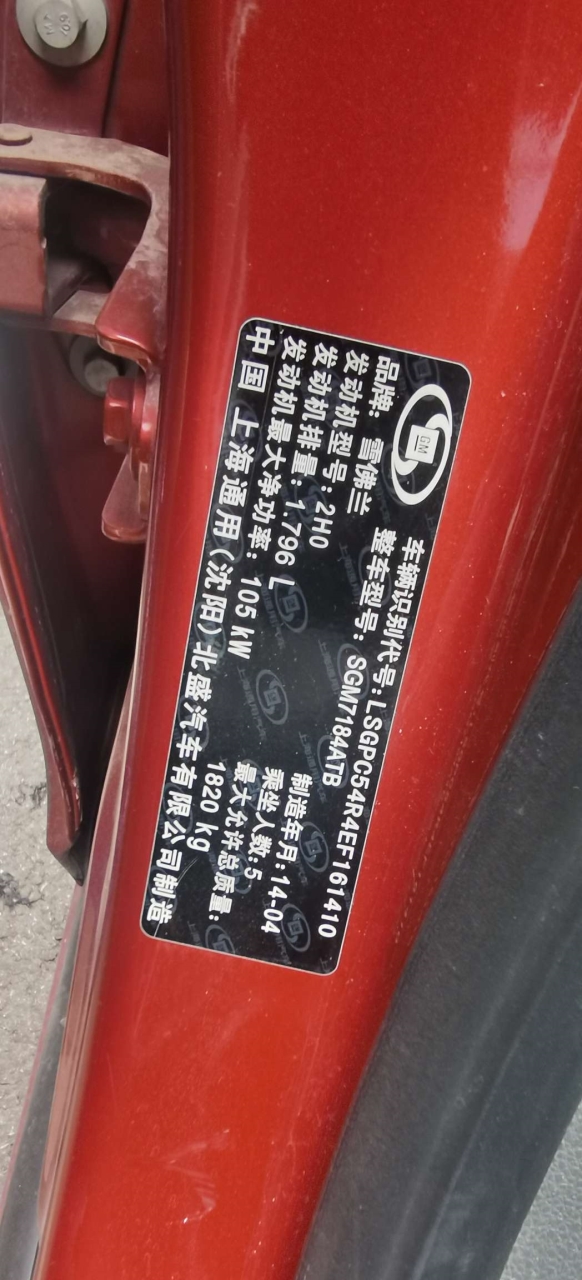 GM
车辆识别代号:LSGPC54R4EF161410
品牌: 雪佛兰 整车型号: SGM7184ATB
发动机型号:2H0 制造年月:14-04
发动机排量: 1.796 L 乘坐人数:5
发动机最大净功率: 105 kW 最大允许总质量:
1820 kg
中国 上海通用(沈阳)北盛汽车有限公司制造